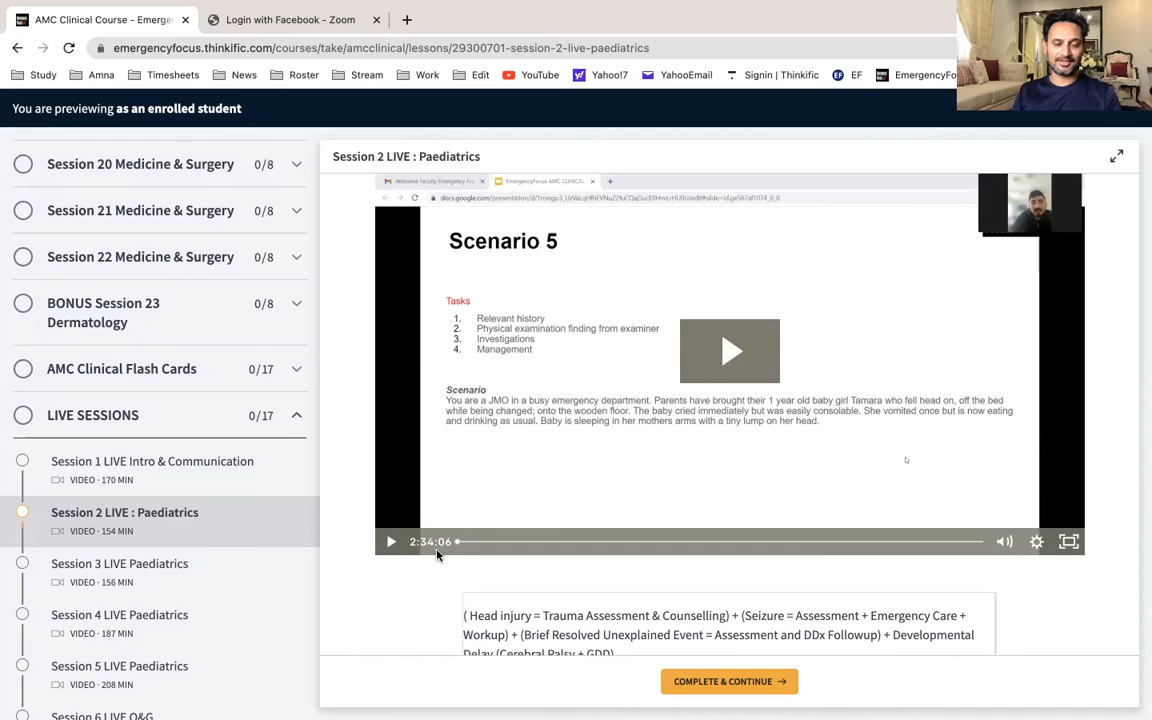 AMC Clinical Course - Emerge
Login with Facebook - Zoom
emergencyfocus.thinkific.com/courses/take/amcclinical/lessons/29300701-session-2-live-paediatrics
Study Amna Timesheets News Roster Stream Work Edit YouTube Yahoo!7 YahooEmail Signin | Thinkific EF EmergencyFo
You are previewing as an enrolled student
Session 20 Medicine & Surgery 0/8
Session 21 Medicine & Surgery 0/8
Session 22 Medicine & Surgery 0/8
BONUS Session 23 0/8
Dermatology
AMC Clinical Flash Cards 0/17
LIVE SESSIONS 0/17
Session 1 LIVE Intro & Communication
VIDEO · 170 MIN
Session 2 LIVE : Paediatrics
VIDEO · 154 MIN
Session 3 LIVE Paediatrics
VIDEO · 156 MIN
Session 4 LIVE Paediatrics
VIDEO · 187 MIN
Session 5 LIVE Paediatrics
VIDEO · 208 MIN
Session 6 LIVE O&G
Session 2 LIVE : Paediatrics
Welcome Faculty Emergency Fo
EmergencyFocus AMC CLINICAL
Scenario 5
Tasks
1. Relevant history
2. Physical examination finding from examiner
3. Investigations
4. Management
Scenario
You are a JMO in a busy emergency department. Parents have brought their 1 year old baby girl Tamara who fell head on, off the bed
while being changed; onto the wooden floor. The baby cried immediately but was easily consolable. She vomited once but is now eating
and drinking as usual. Baby is sleeping in her mothers arms with a tiny lump on her head.
2:34:06
( Head injury = Trauma Assessment & Counselling) + (Seizure = Assessment + Emergency Care +
Workup) + (Brief Resolved Unexplained Event = Assessment and DDx Followup) + Developmental
Delay (Cerebral Palsy + GDD)
COMPLETE & CONTINUE →